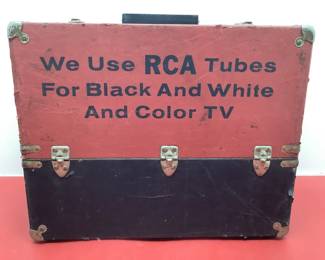 We Use RCA Tubes
For Black And White
And Color TV